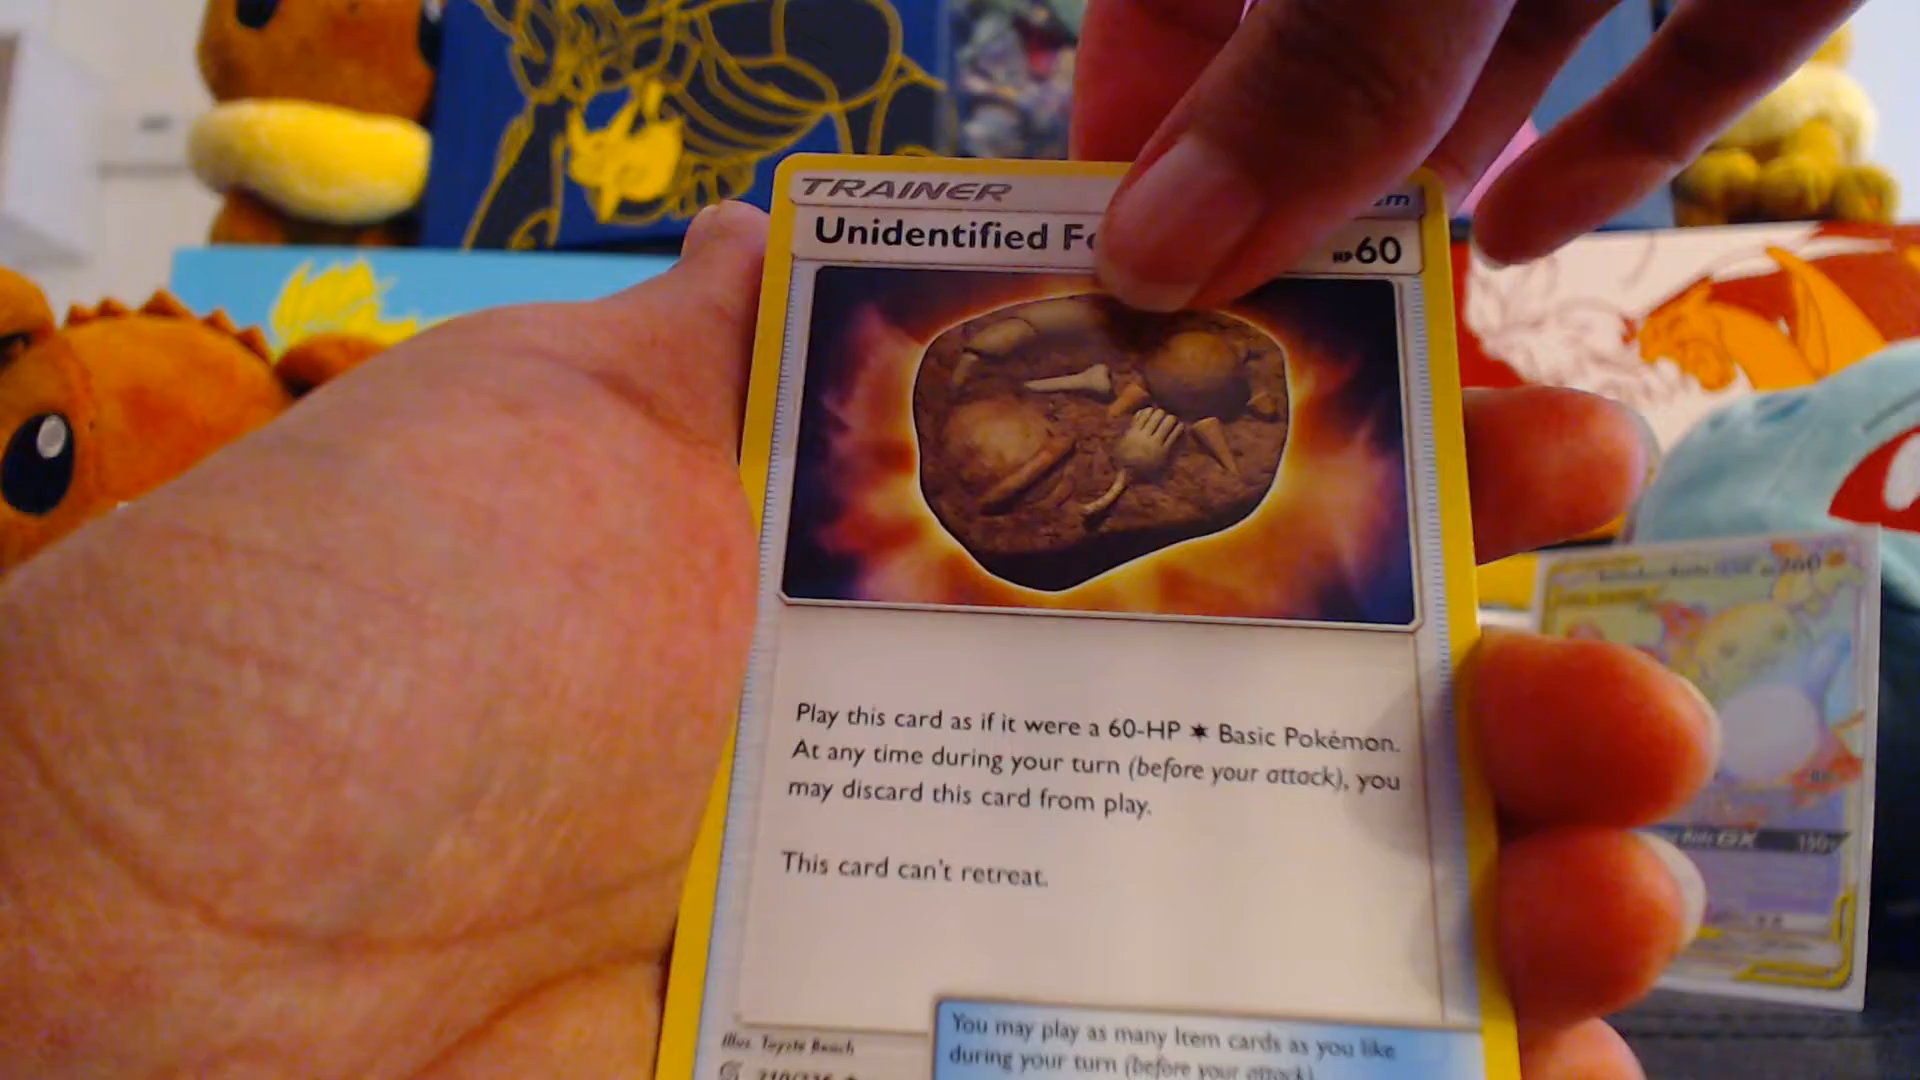 TRAINER
Unidentified
HP 60
Play this card as if it were a 60-HP ✶ Basic Pokémon.
At any time during your turn (before your attack), you
may discard this card from play.
This card can't retreat.
Illus. Toyste Beach
You may play as many Item cards as you like
during your turn (before your attack).
GX 150